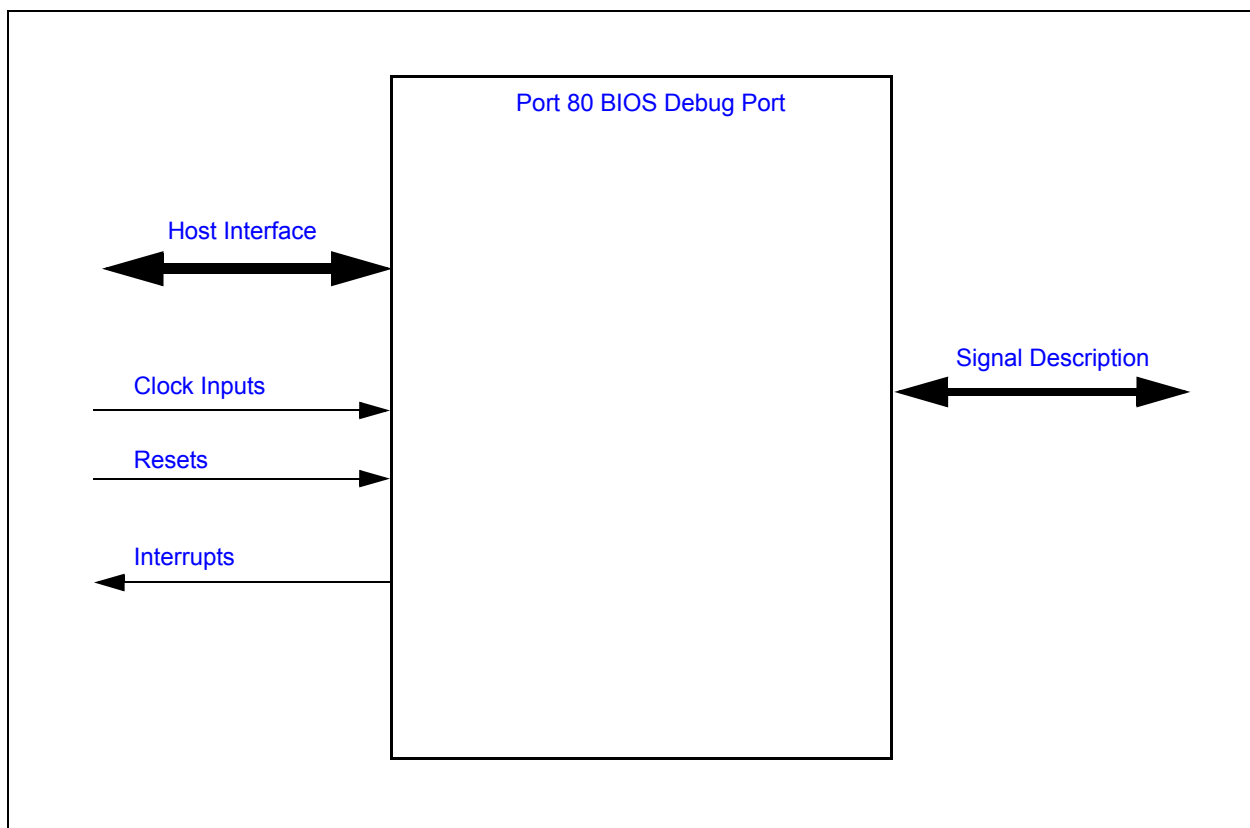 Port 80 BIOS Debug Port
Host Interface
Signal Description
Clock Inputs
Resets
Interrupts